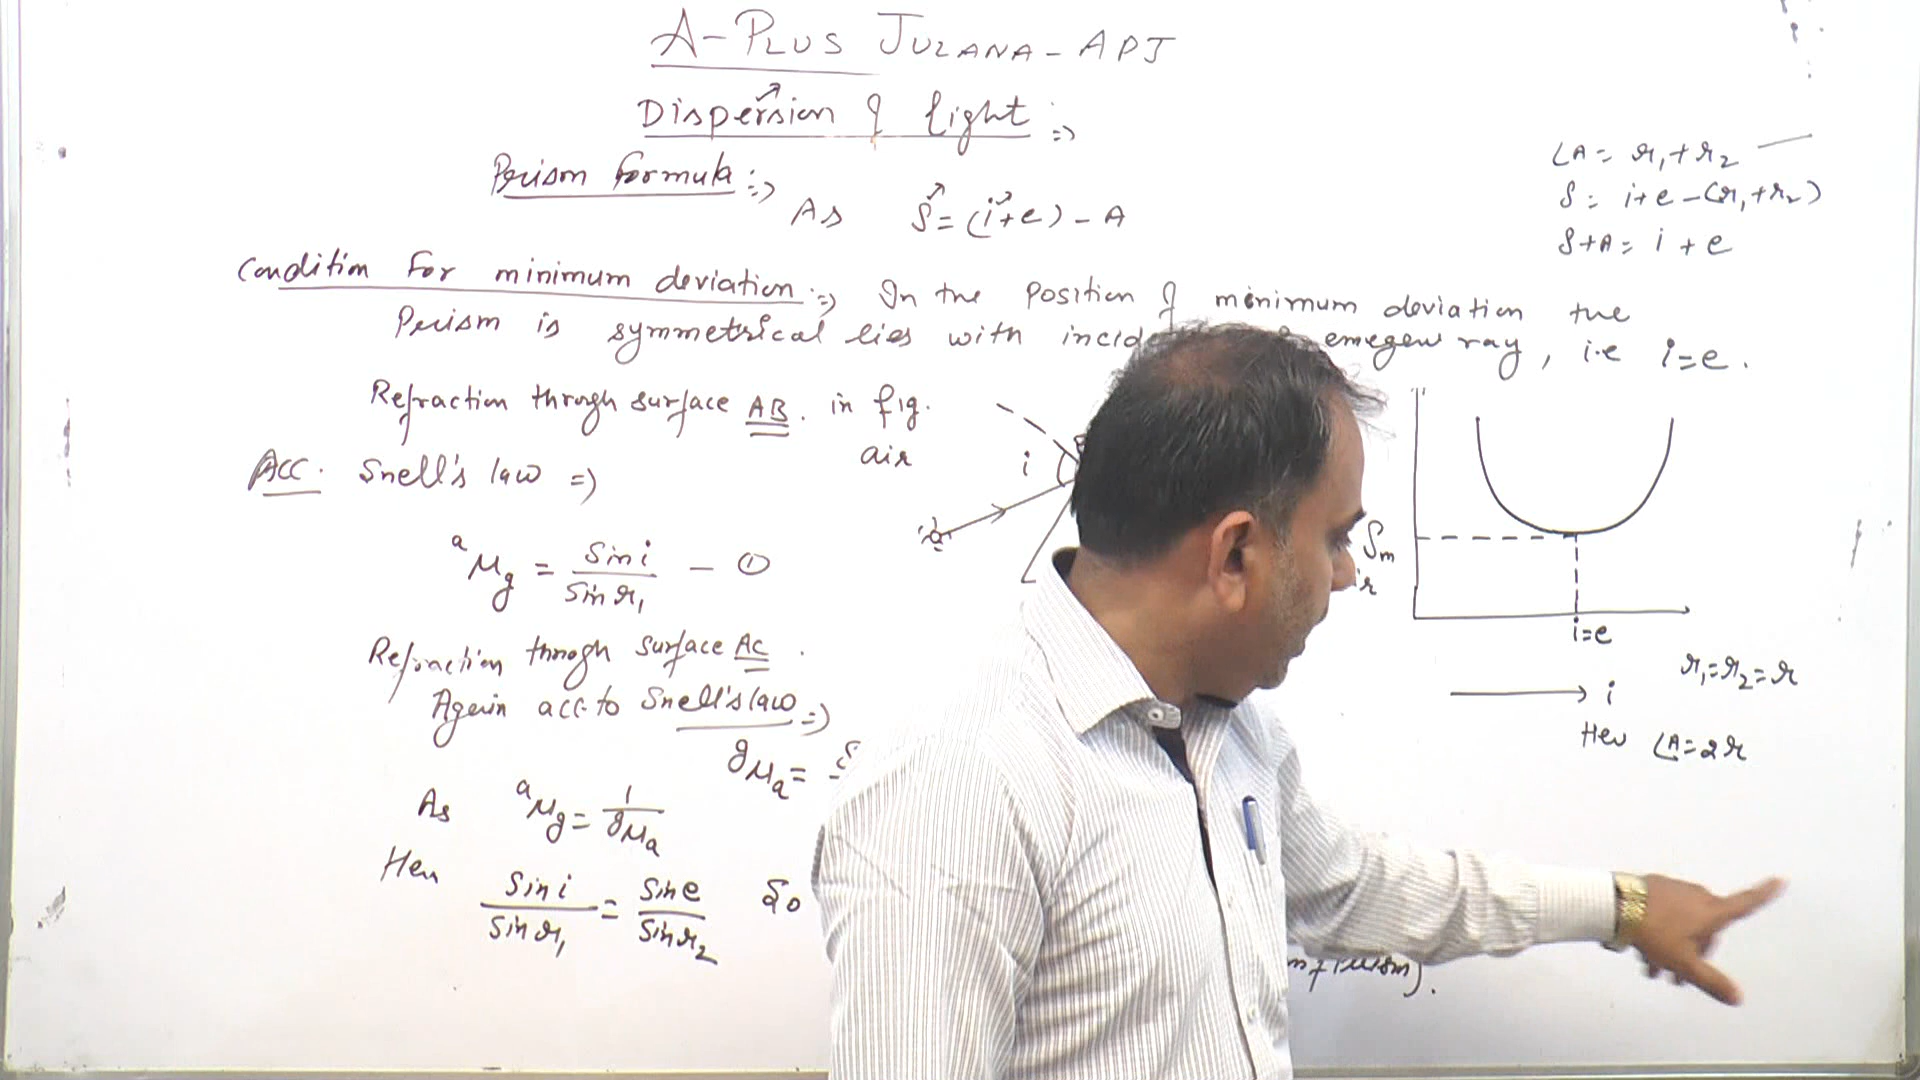 A-PLUS JULANA-APJ
Dispersion of light :⇒
Prism formula :⇒
As δ = (i+e) - A
∠A = r₁+r₂
δ = i+e-(r₁+r₂)
δ+A = i+e
Condition for minimum deviation :⇒ In the position of minimum deviation the
Prism is symmetrical lies with incid emegew ray, i.e i=e.
Refraction through surface AB. in fig.
air
i
Acc. Snell's law ⇒)
ᵃμg = Sin i / Sin r₁ - ①
δm
ir
i=e
Refraction through surface AC.
r₁=r₂=r
→ i
Again acc to Snell's law ⇒)
Hen ∠A=2r
gμa =
As ᵃμg = 1/gμa
Hen Sin i / Sin r₁ = Sin e / Sin r₂ So